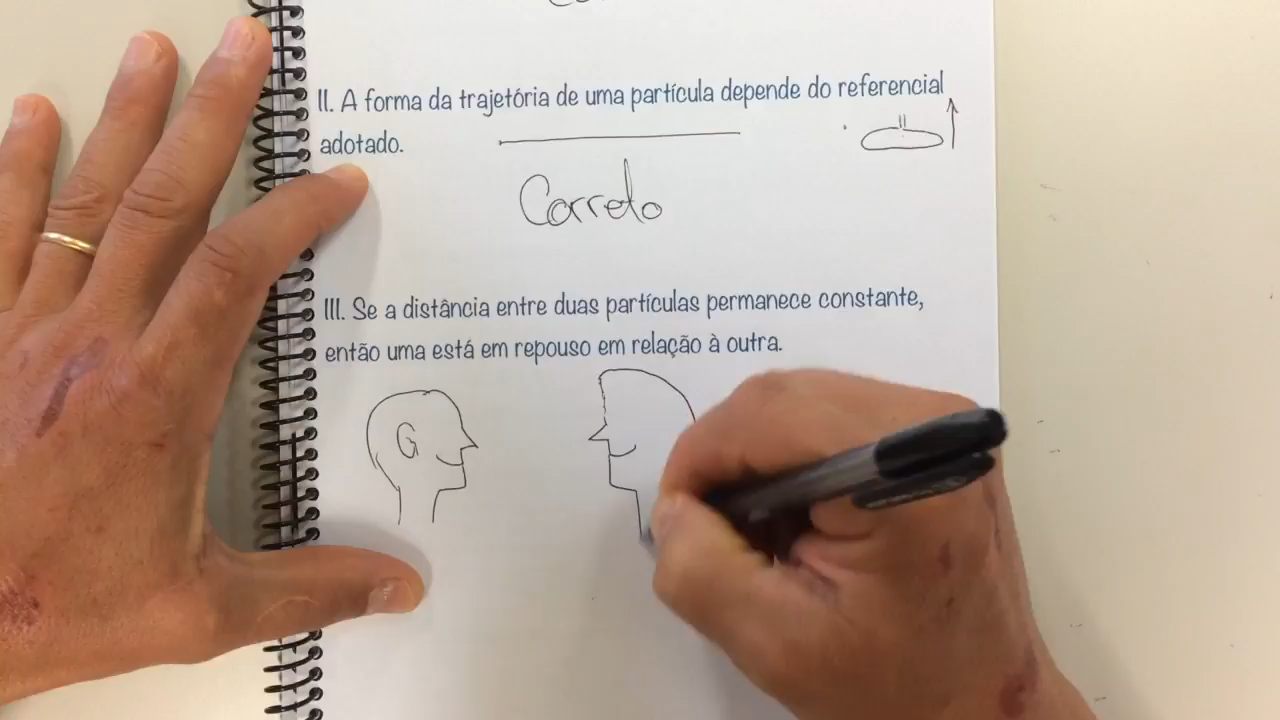 II. A forma da trajetória de uma partícula depende do referencial
adotado.
Correto
III. Se a distância entre duas partículas permanece constante,
então uma está em repouso em relação à outra.